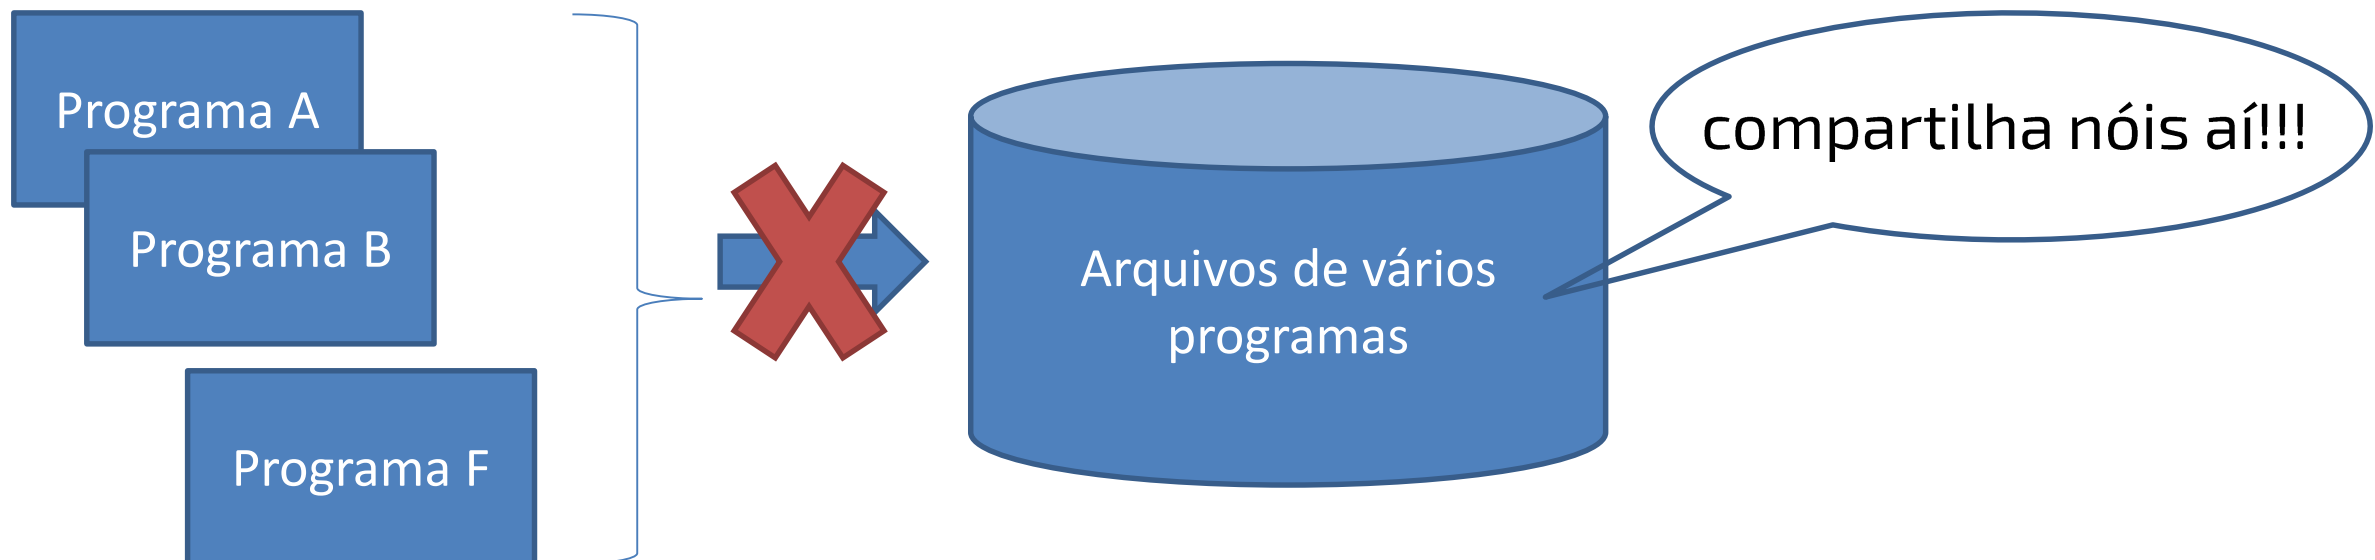 Programa A
Programa B
Programa F
Arquivos de vários
programas
compartilha nóis aí!!!